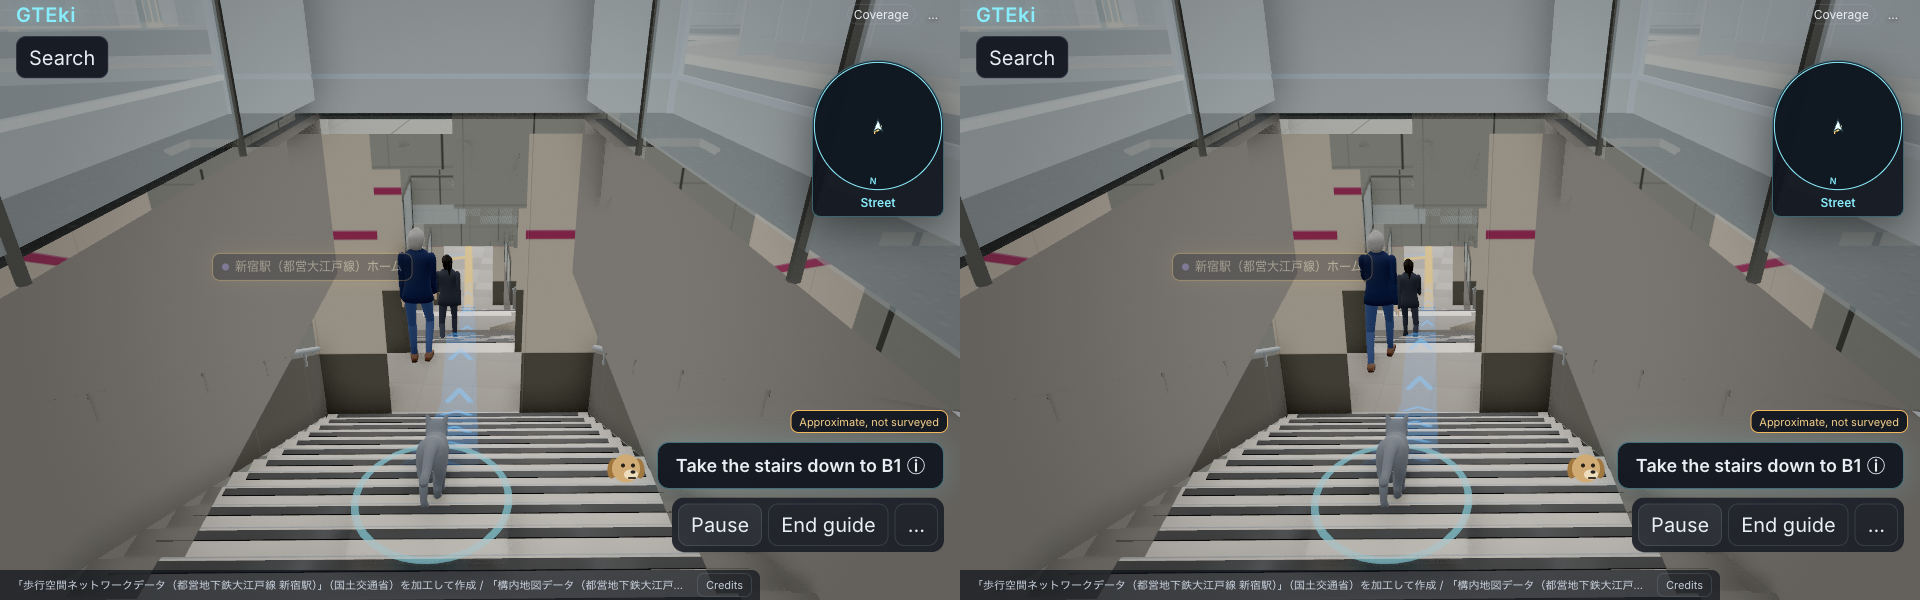 GTEki
Coverage
...
Search
N
Street
新宿駅（都営大江戸線）ホーム
Approximate, not surveyed
Take the stairs down to B1 ⓘ
Pause
End guide
...
「歩行空間ネットワークデータ（都営地下鉄大江戸線 新宿駅）」（国土交通省）を加工して作成 / 「構内地図データ（都営地下鉄大江戸...
Credits
GTEki
Coverage
...
Search
N
Street
新宿駅（都営大江戸線）ホーム
Approximate, not surveyed
Take the stairs down to B1 ⓘ
Pause
End guide
...
「歩行空間ネットワークデータ（都営地下鉄大江戸線 新宿駅）」（国土交通省）を加工して作成 / 「構内地図データ（都営地下鉄大江戸...
Credits